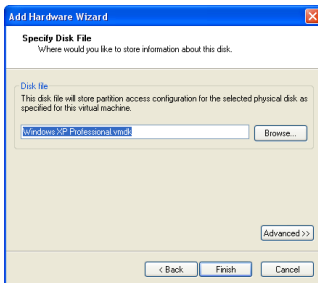 Add Hardware Wizard
Specify Disk File
Where would you like to store information about this disk.
Disk file
This disk file will store partition access configuration for the selected physical disk as
specified for this virtual machine.
Windows XP Professional.vmdk
Browse...
Advanced >>
< Back
Finish
Cancel